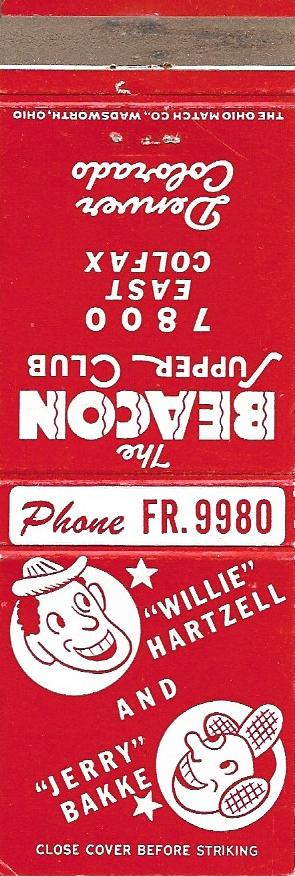 THE OHIO MATCH CO., WADSWORTH, OHIO
The
BEACON
SUPPER CLUB
7800
EAST
COLFAX
Denver
Colorado
Phone FR. 9980
"WILLIE"
HARTZELL
AND
"JERRY"
BAKKE
CLOSE COVER BEFORE STRIKING